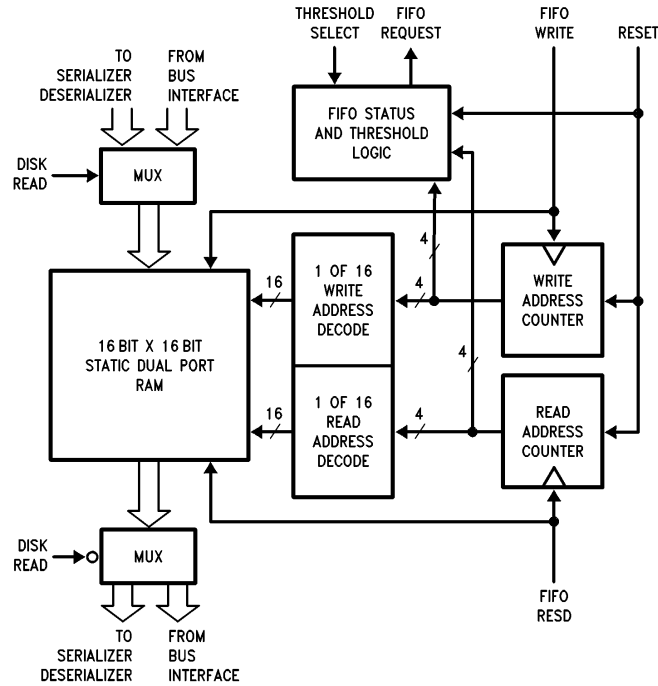 THRESHOLD
SELECT
FIFO
REQUEST
FIFO
WRITE
RESET
TO
SERIALIZER
DESERIALIZER
FROM
BUS
INTERFACE
FIFO STATUS
AND THRESHOLD
LOGIC
DISK
READ
MUX
4
16
1 OF 16
WRITE
ADDRESS
DECODE
4
WRITE
ADDRESS
COUNTER
16 BIT X 16 BIT
STATIC DUAL PORT
RAM
4
16
1 OF 16
READ
ADDRESS
DECODE
4
READ
ADDRESS
COUNTER
DISK
READ
MUX
FIFO
RESD
TO
SERIALIZER
DESERIALIZER
FROM
BUS
INTERFACE